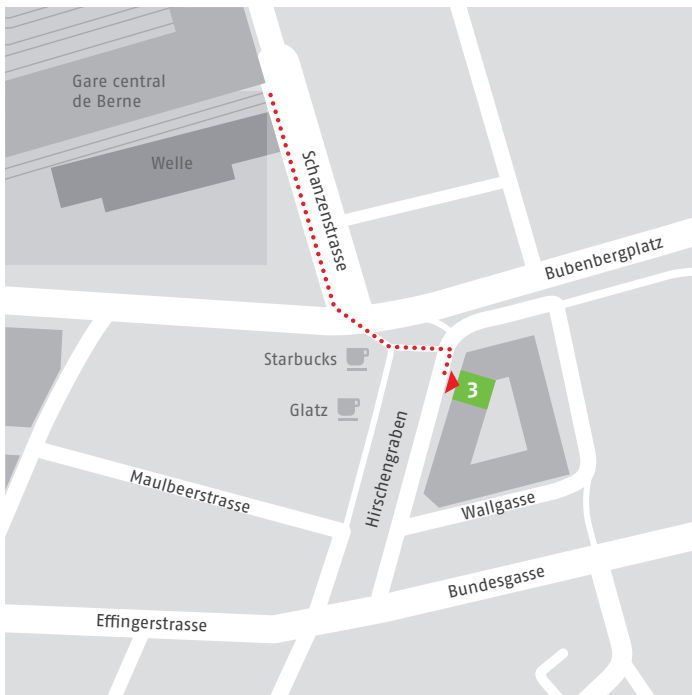 Gare central
de Berne
Welle
Schanzenstrasse
Bubenbergplatz
Starbucks
3
Glatz
Hirschengraben
Maulbeerstrasse
Wallgasse
Bundesgasse
Effingerstrasse